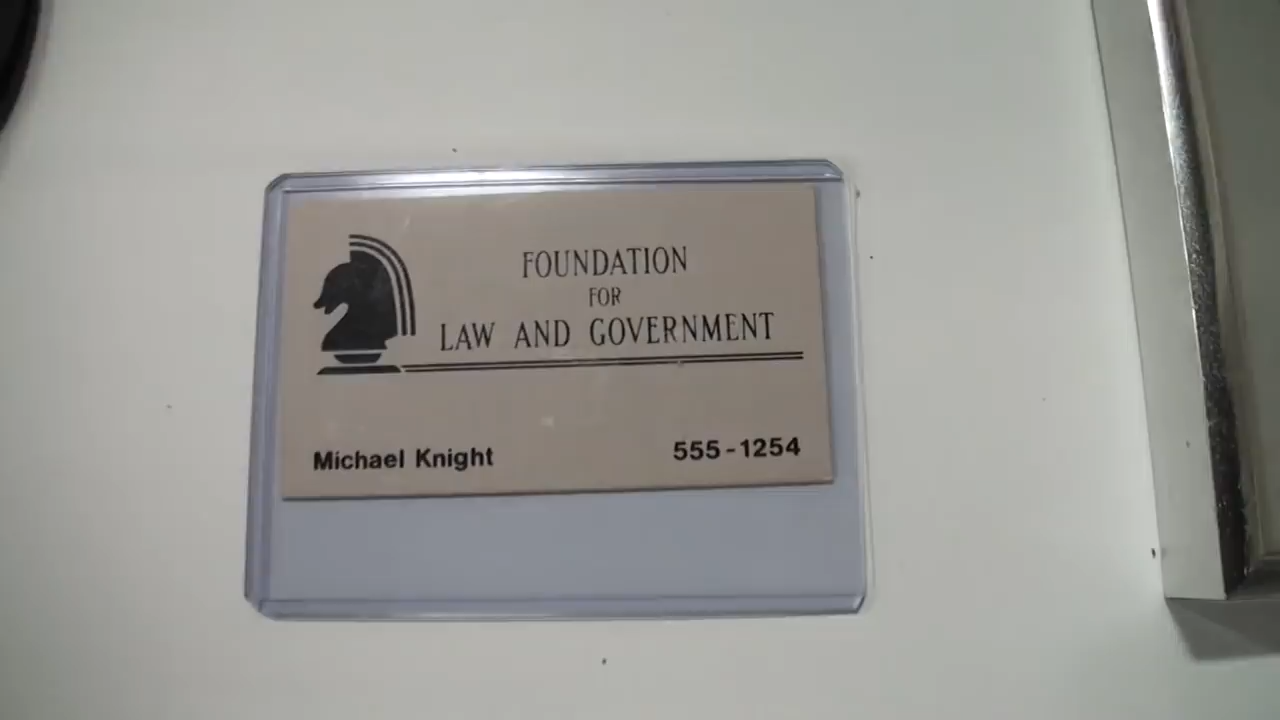 FOUNDATION
FOR
LAW AND GOVERNMENT
Michael Knight
555-1254